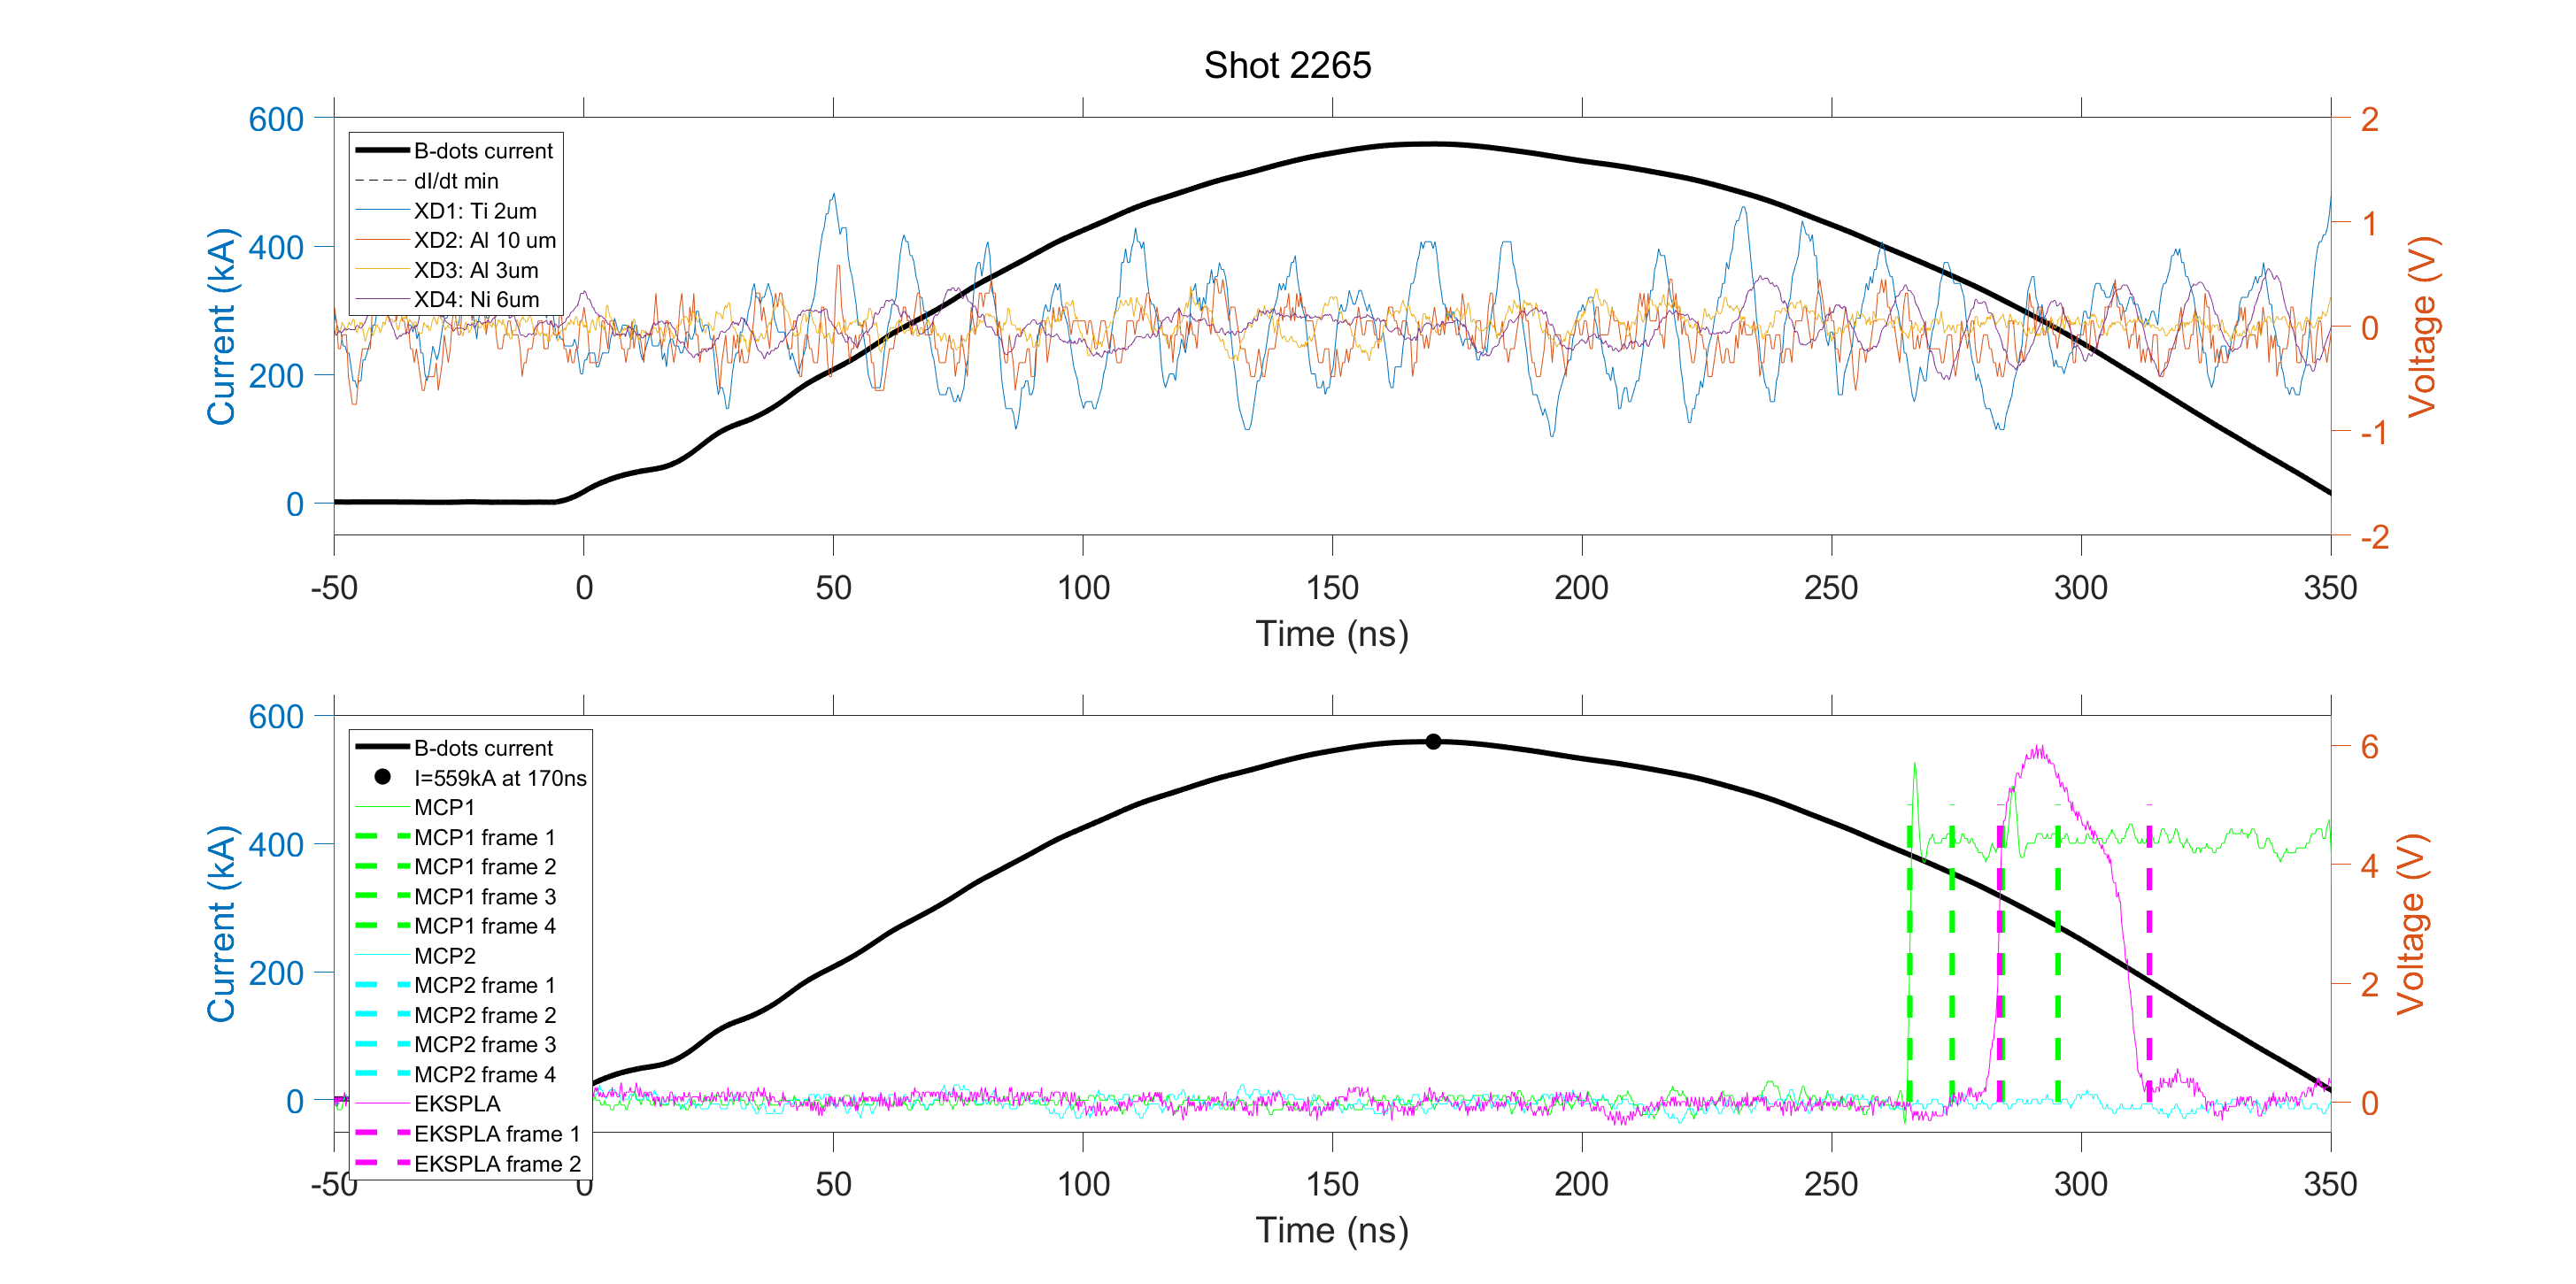 Shot 2265
600
400
200
0
Current (kA)
B-dots current
dI/dt min
XD1: Ti 2um
XD2: Al 10 um
XD3: Al 3um
XD4: Ni 6um
2
1
0
-1
-2
Voltage (V)
-50 0 50 100 150 200 250 300 350
Time (ns)
600
400
200
0
Current (kA)
B-dots current
I=559kA at 170ns
MCP1
MCP1 frame 1
MCP1 frame 2
MCP1 frame 3
MCP1 frame 4
MCP2
MCP2 frame 1
MCP2 frame 2
MCP2 frame 3
MCP2 frame 4
EKSPLA
EKSPLA frame 1
EKSPLA frame 2
6
4
2
0
Voltage (V)
-50 0 50 100 150 200 250 300 350
Time (ns)